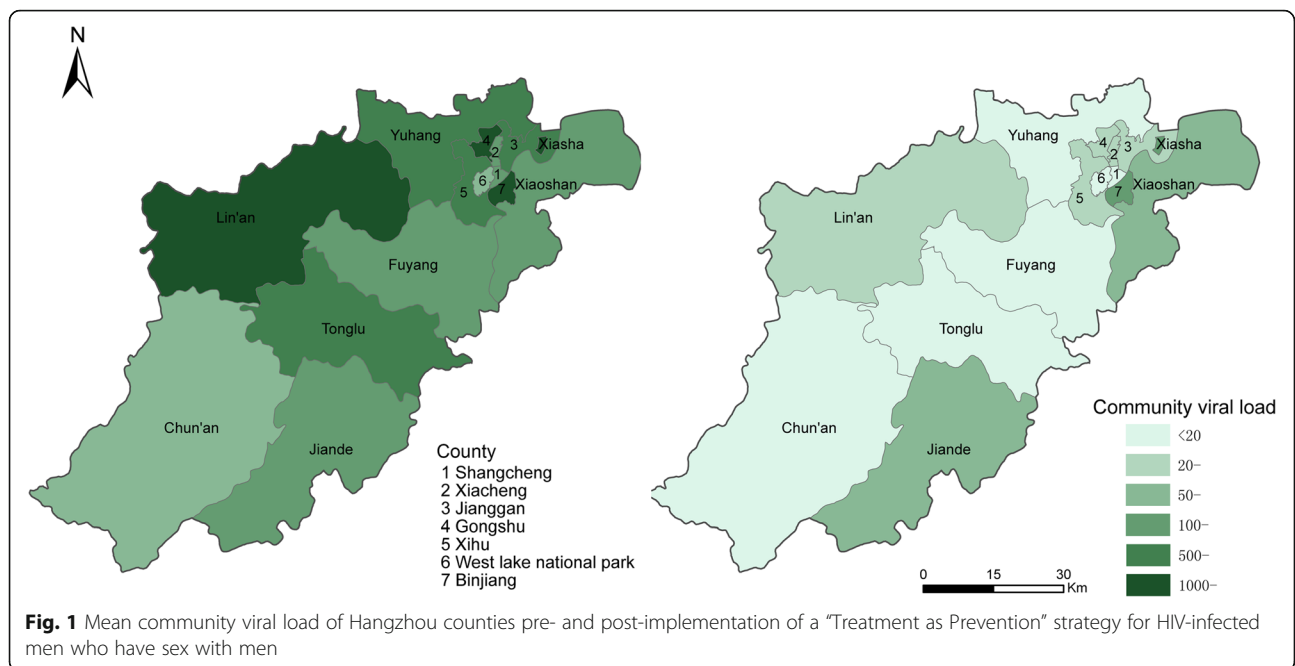 N
Yuhang
4
2
3
Xiasha
1
6
7
Xiaoshan
5
Lin'an
Fuyang
Tonglu
Chun'an
Jiande
County
1 Shangcheng
2 Xiacheng
3 Jianggan
4 Gongshu
5 Xihu
6 West lake national park
7 Binjiang
Yuhang
4
2
3
Xiasha
1
6
7
Xiaoshan
5
Lin'an
Fuyang
Tonglu
Chun'an
Jiande
Community viral load
<20
20-
50-
100-
500-
1000-
0 15 30
Km
Fig. 1 Mean community viral load of Hangzhou counties pre- and post-implementation of a “Treatment as Prevention” strategy for HIV-infected
men who have sex with men